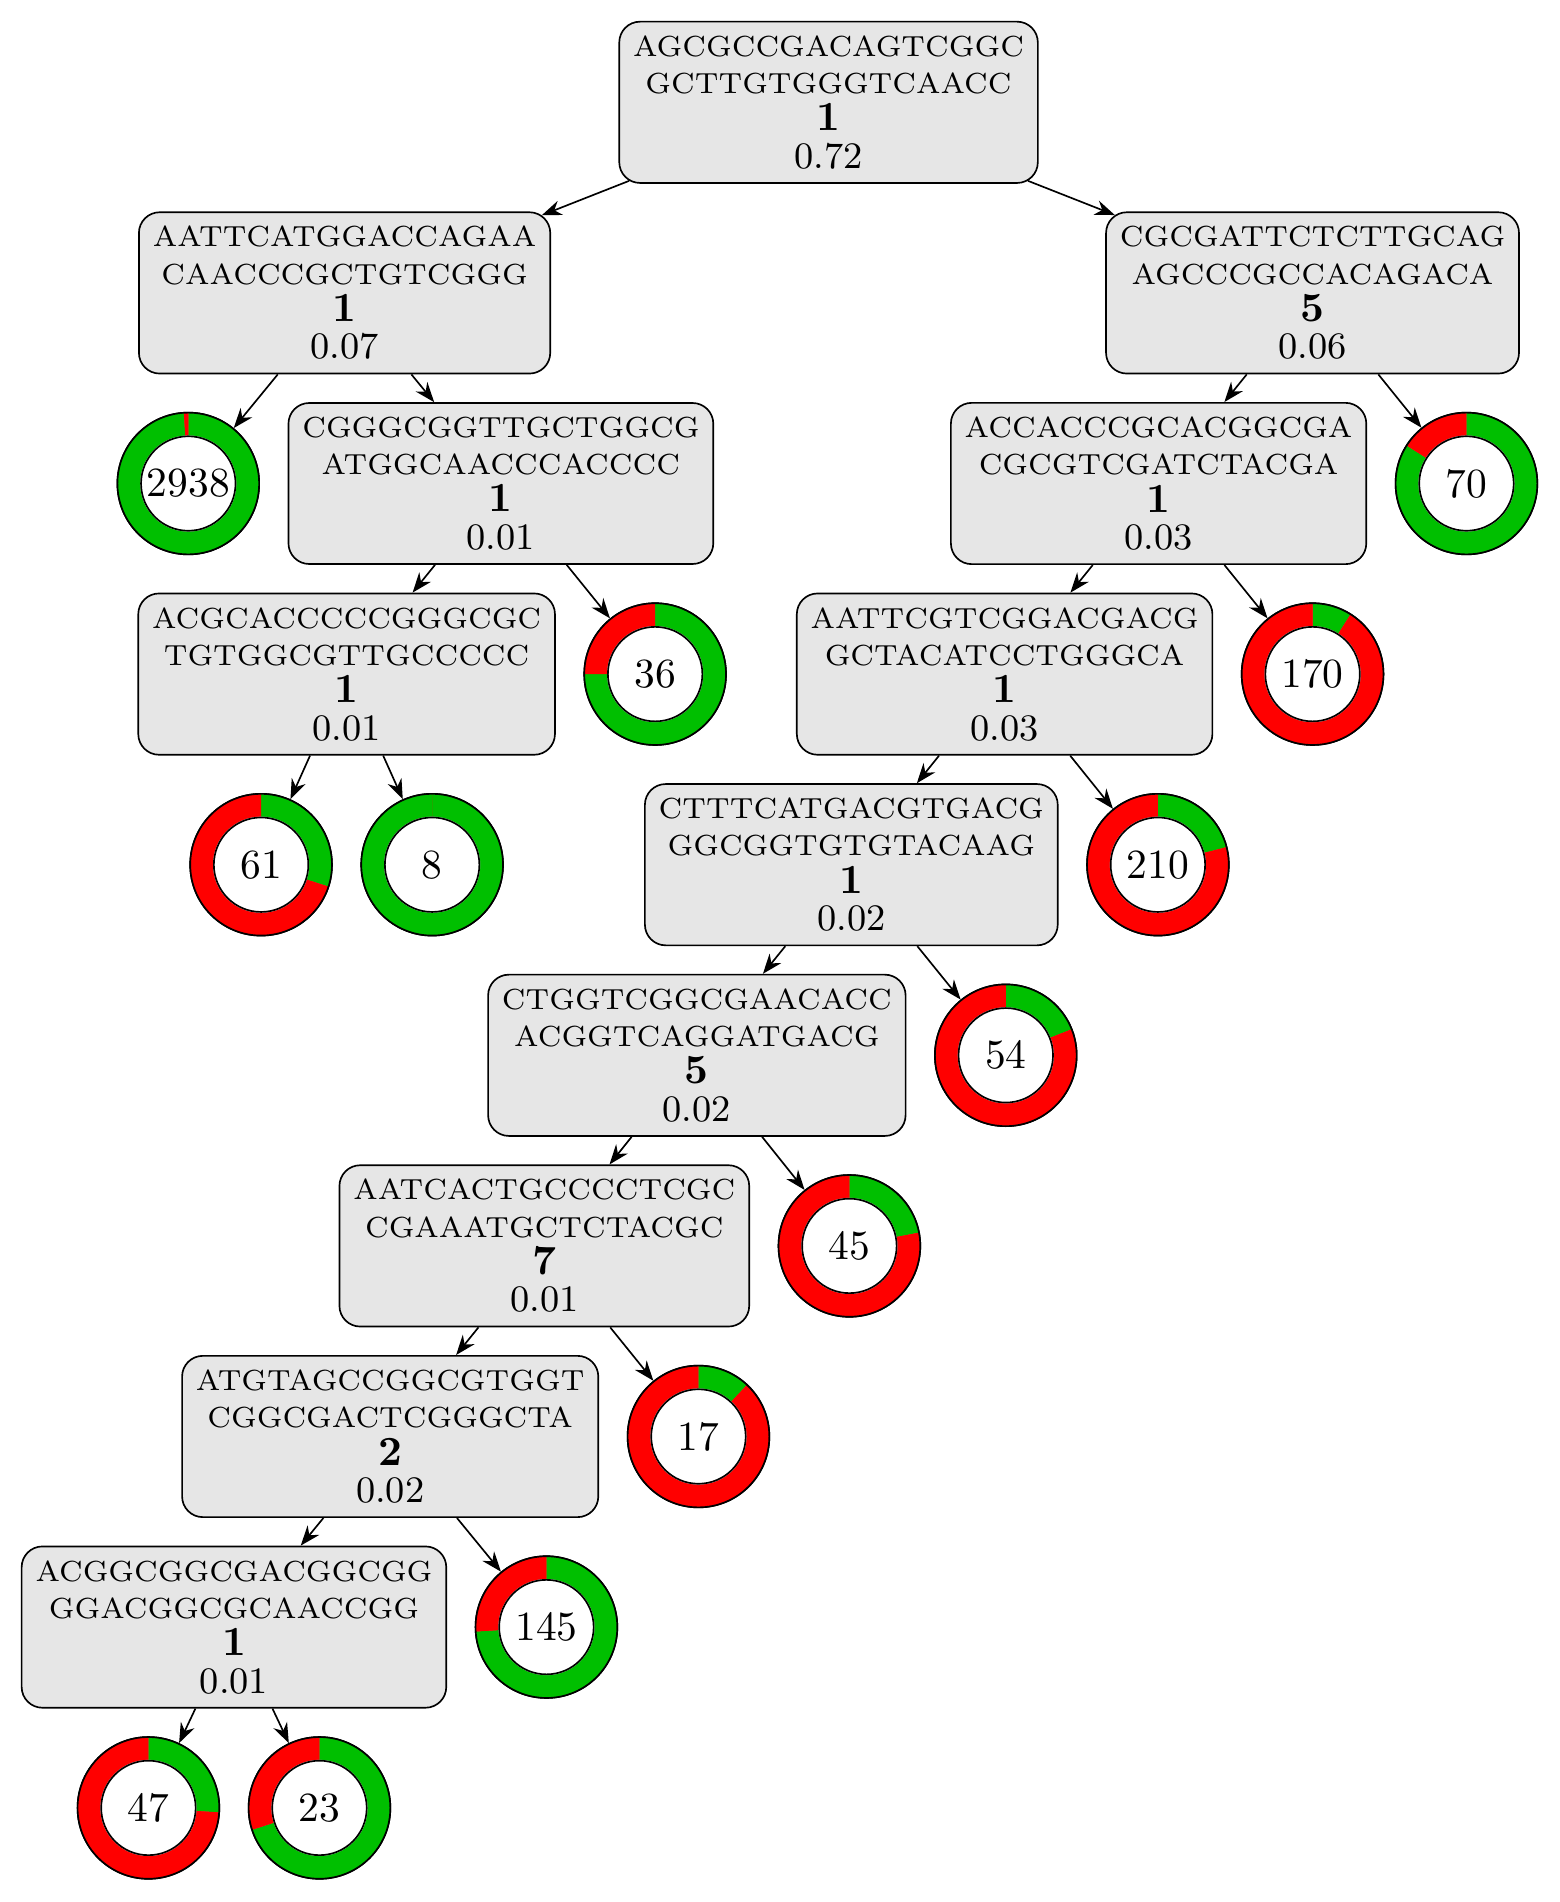 AGCGCCGACAGTCGGC
GCTTGTGGGTCAACC
1
0.72
AATTCATGGACCAGAA
CAACCCGCTGTCGGG
1
0.07
CGCGATTCTCTTGCAG
AGCCCGCCACAGACA
5
0.06
2938
CGGGCGGTTGCTGGCG
ATGGCAACCCACCCC
1
0.01
ACCACCCGCACGGCGA
CGCGTCGATCTACGA
1
0.03
70
ACGCACCCCCGGGCGC
TGTGGCGTTGCCCCC
1
0.01
36
AATTCGTCGGACGACG
GCTACATCCTGGGCA
1
0.03
170
61
8
CTTTCATGACGTGACG
GGCGGTGTGTACAAG
1
0.02
210
CTGGTCGGCGAACACC
ACGGTCAGGATGACG
5
0.02
54
AATCACTGCCCCTCGC
CGAAATGCTCTACGC
7
0.01
45
ATGTAGCCGGCGTGGT
CGGCGACTCGGGCTA
2
0.02
17
ACGGCGGCGACGGCGG
GGACGGCGCAACCGG
1
0.01
145
47
23